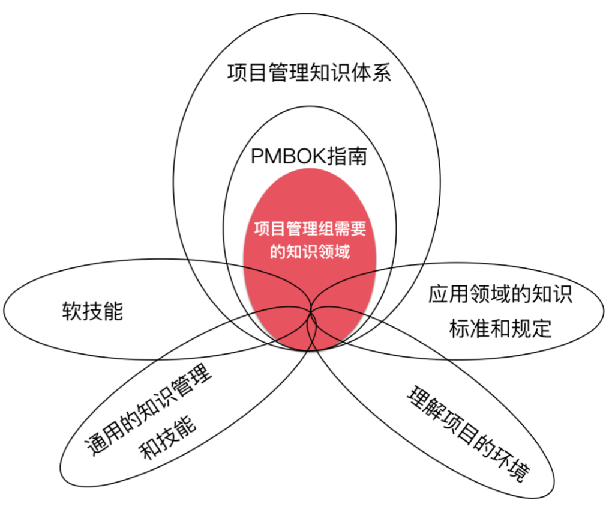 项目管理知识体系
PMBOK指南
项目管理组需要
的知识领域
软技能
应用领域的知识
标准和规定
通用的知识管理
和技能
理解项目的环境